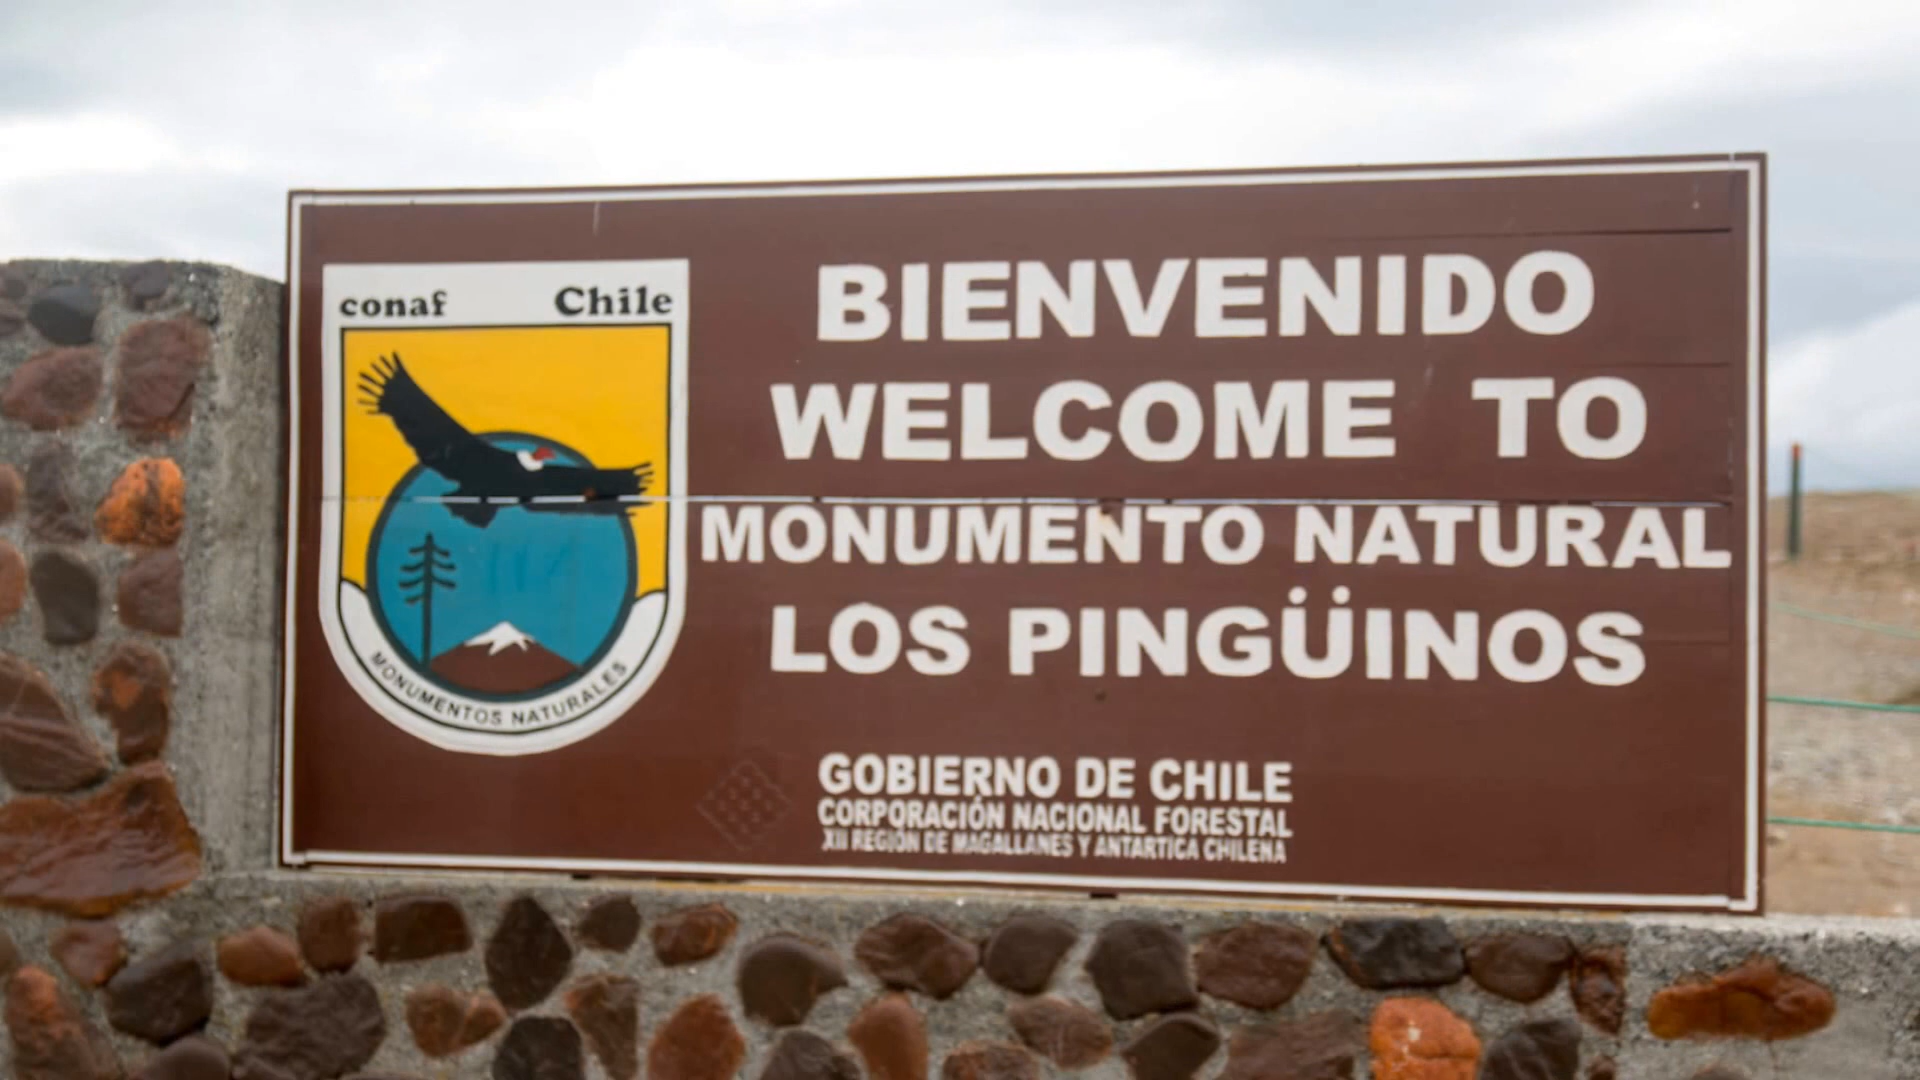 conaf Chile
MONUMENTOS NATURALES
BIENVENIDO
WELCOME TO
MONUMENTO NATURAL
LOS PINGÜINOS
GOBIERNO DE CHILE
CORPORACIÓN NACIONAL FORESTAL
XII REGIÓN DE MAGALLANES Y ANTARTICA CHILENA